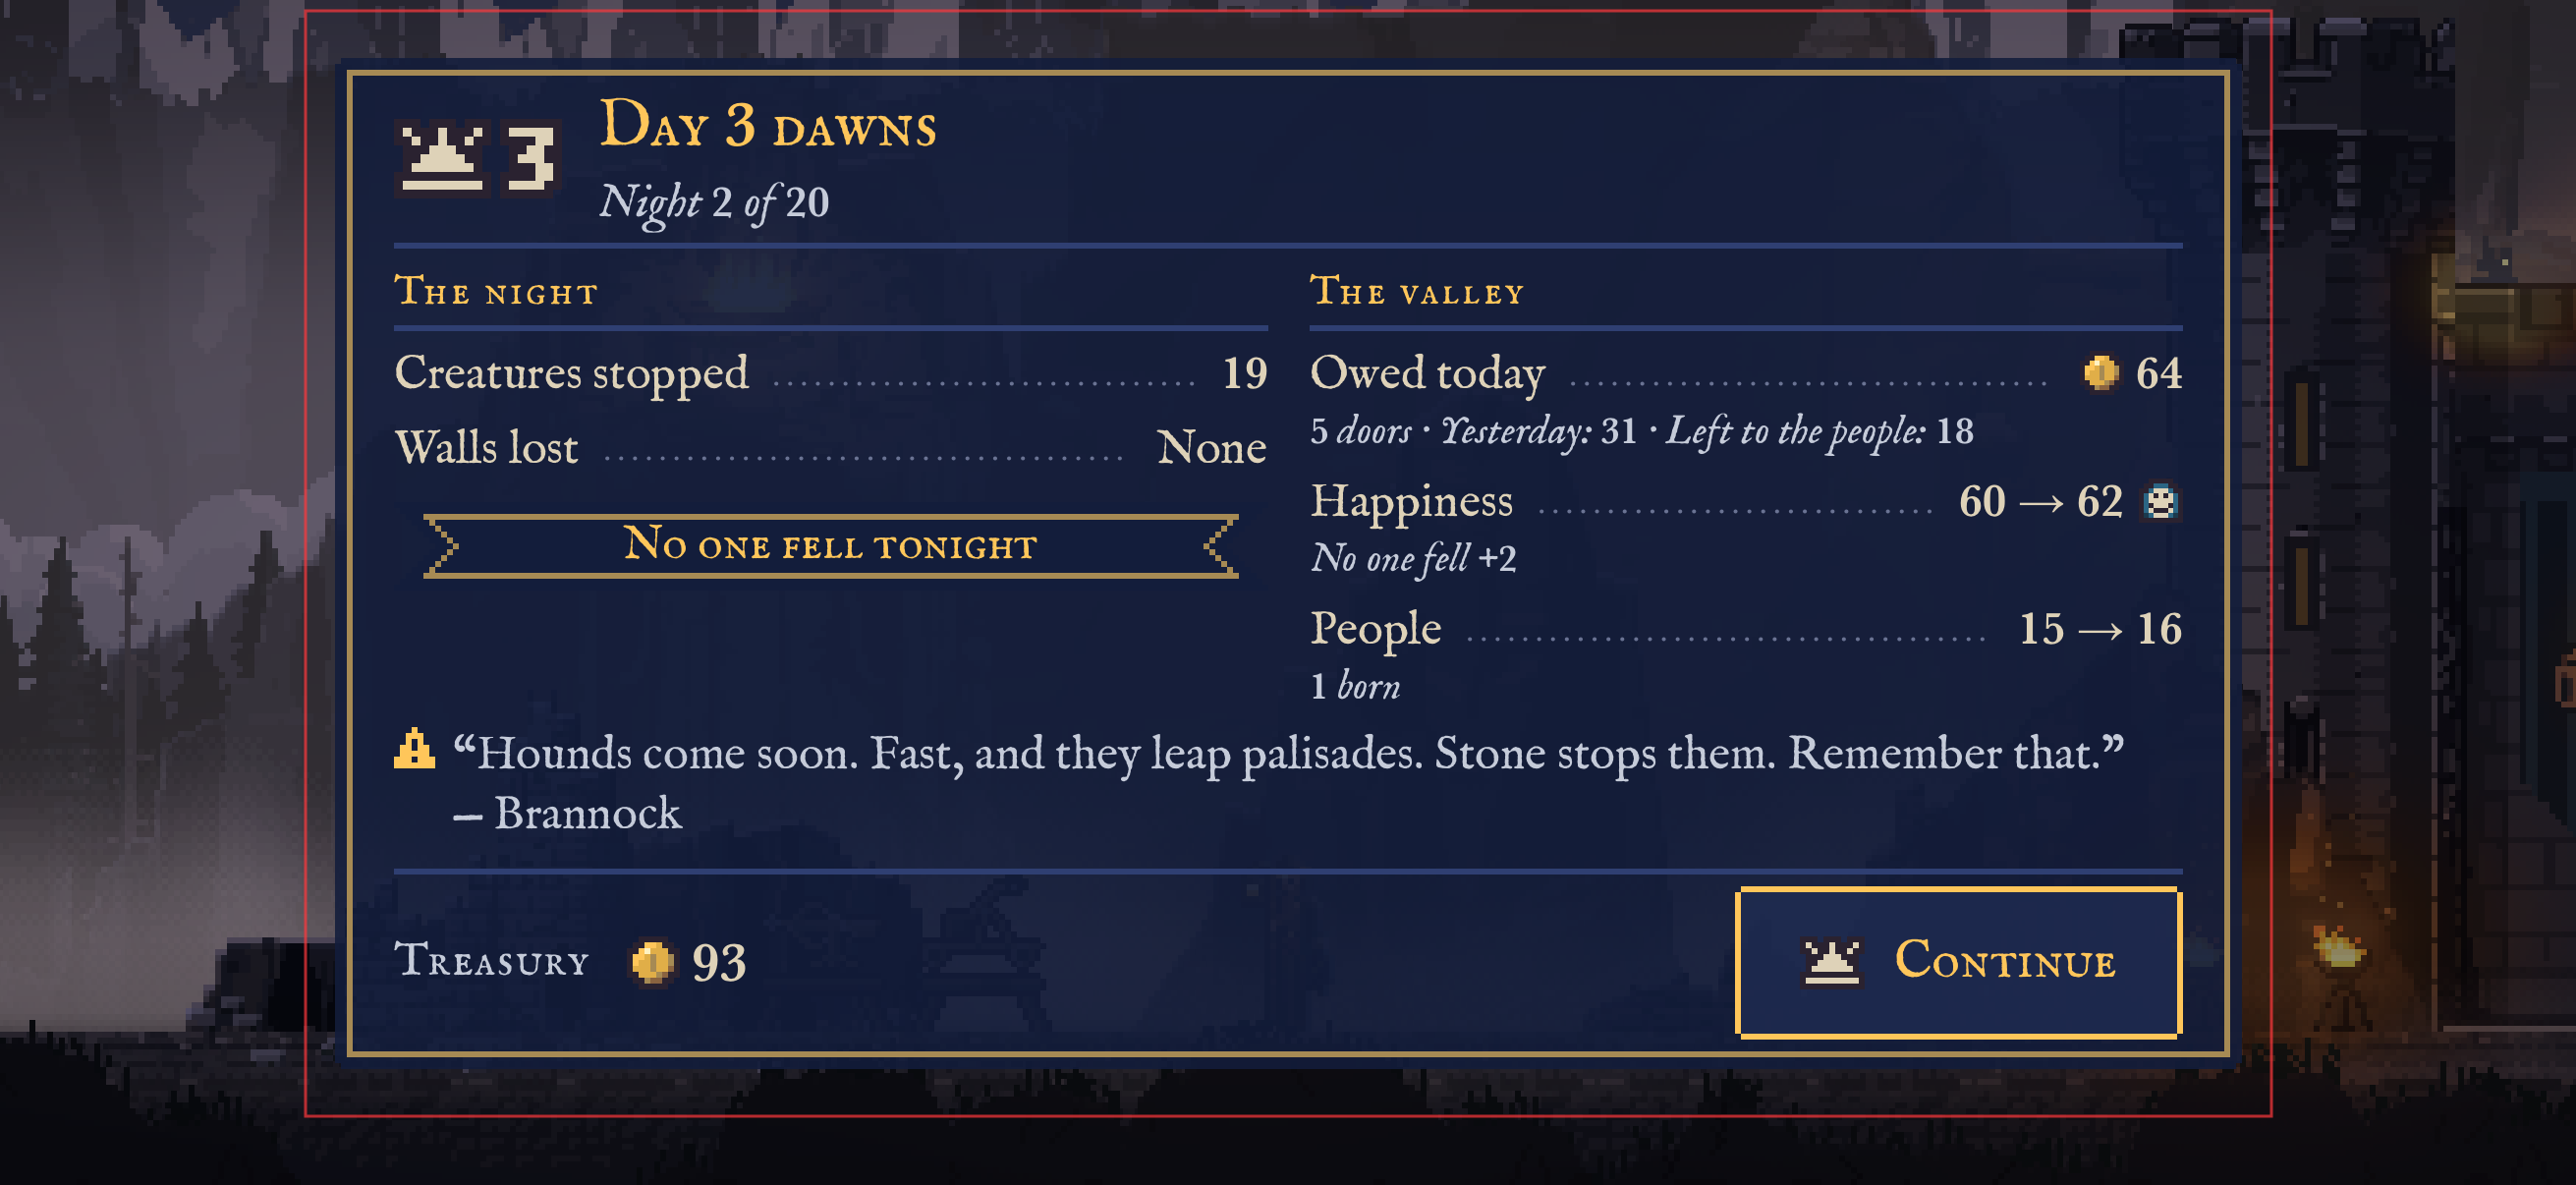 3
Day 3 dawns
Night 2 of 20
The night
Creatures stopped 19
Walls lost None
No one fell tonight
The valley
Owed today 64
5 doors · Yesterday: 31 · Left to the people: 18
Happiness 60 → 62
No one fell +2
People 15 → 16
1 born
“Hounds come soon. Fast, and they leap palisades. Stone stops them. Remember that.”
— Brannock
Treasury 93
Continue